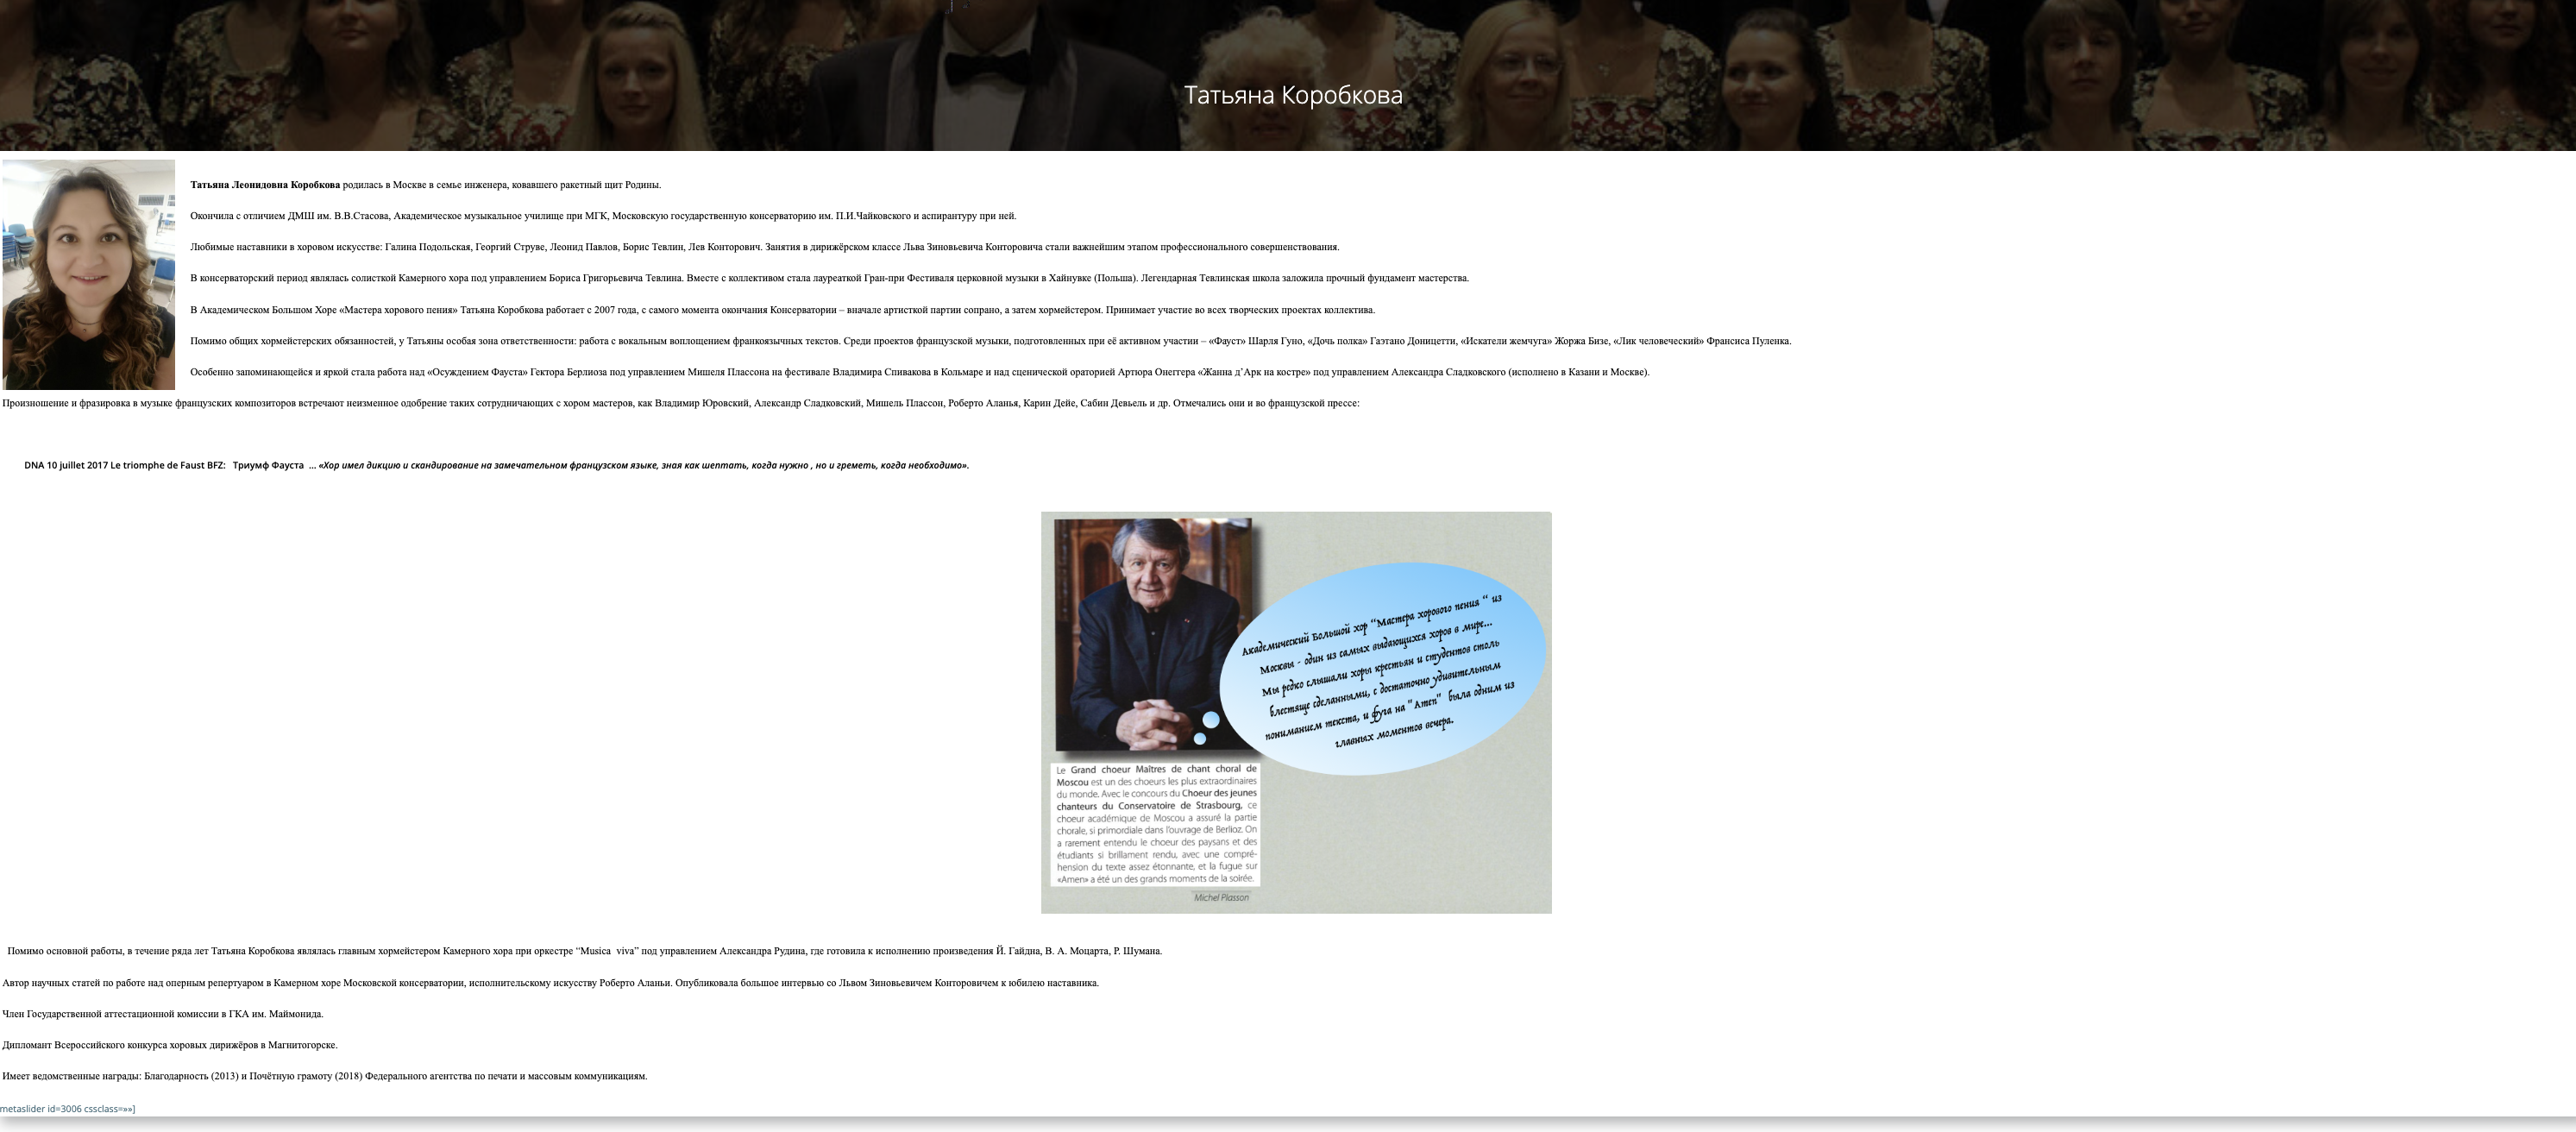 Татьяна Коробкова
Татьяна Леонидовна Коробкова родилась в Москве в семье инженера, ковавшего ракетный щит Родины.
Окончила с отличием ДМШ им. В.В.Стасова, Академическое музыкальное училище при МГК, Московскую государственную консерваторию им. П.И.Чайковского и аспирантуру при ней.
Любимые наставники в хоровом искусстве: Галина Подольская, Георгий Струве, Леонид Павлов, Борис Тевлин, Лев Конторович. Занятия в дирижёрском классе Льва Зиновьевича Конторовича стали важнейшим этапом профессионального совершенствования.
В консерваторский период являлась солисткой Камерного хора под управлением Бориса Григорьевича Тевлина. Вместе с коллективом стала лауреаткой Гран-при Фестиваля церковной музыки в Хайнувке (Польша). Легендарная Тевлинская школа заложила прочный фундамент мастерства.
В Академическом Большом Хоре «Мастера хорового пения» Татьяна Коробкова работает с 2007 года, с самого момента окончания Консерватории – вначале артисткой партии сопрано, а затем хормейстером. Принимает участие во всех творческих проектах коллектива.
Помимо общих хормейстерских обязанностей, у Татьяны особая зона ответственности: работа с вокальным воплощением франкоязычных текстов. Среди проектов французской музыки, подготовленных при её активном участии – «Фауст» Шарля Гуно, «Дочь полка» Гаэтано Доницетти, «Искатели жемчуга» Жоржа Бизе, «Лик человеческий» Франсиса Пуленка.
Особенно запоминающейся и яркой стала работа над «Осуждением Фауста» Гектора Берлиоза под управлением Мишеля Плассона на фестивале Владимира Спивакова в Кольмаре и над сценической ораторией Артюра Онеггера «Жанна д’Арк на костре» под управлением Александра Сладковского (исполнено в Казани и Москве).
Произношение и фразировка в музыке французских композиторов встречают неизменное одобрение таких сотрудничающих с хором мастеров, как Владимир Юровский, Александр Сладковский, Мишель Плассон, Роберто Аланья, Карин Дейе, Сабин Девьель и др. Отмечались они и во французской прессе:
DNA 10 juillet 2017 Le triomphe de Faust BFZ: Триумф Фауста ... «Хор имел дикцию и скандирование на замечательном французском языке, зная как шептать, когда нужно , но и греметь, когда необходимо».
Академический Большой хор “Мастера хорового пения “ из
Москвы - один из самых выдающихся хоров в мире...
Мы редко слышали хоры крестьян и студентов столь
блестяще сделанными, с достаточно удивительным
пониманием текста, и фуга на “Amen” была одним из
главных моментов вечера.
Le Grand choeur Maîtres de chant choral de
Moscou est un des choeurs les plus extraordinaires
du monde. Avec le concours du Choeur des jeunes
chanteurs du Conservatoire de Strasbourg, ce
choeur académique de Moscou a assuré la partie
chorale, si primordiale dans l'ouvrage de Berlioz. On
a rarement entendu le choeur des paysans et des
étudiants si brillament rendu, avec une compré-
hension du texte assez étonnante, et la fugue sur
«Amen» a été un des grands moments de la soirée.
Michel Plasson
Помимо основной работы, в течение ряда лет Татьяна Коробкова являлась главным хормейстером Камерного хора при оркестре “Musica viva” под управлением Александра Рудина, где готовила к исполнению произведения Й. Гайдна, В. А. Моцарта, Р. Шумана.
Автор научных статей по работе над оперным репертуаром в Камерном хоре Московской консерватории, исполнительскому искусству Роберто Аланьи. Опубликовала большое интервью со Львом Зиновьевичем Конторовичем к юбилею наставника.
Член Государственной аттестационной комиссии в ГКА им. Маймонида.
Дипломант Всероссийского конкурса хоровых дирижёров в Магнитогорске.
Имеет ведомственные награды: Благодарность (2013) и Почётную грамоту (2018) Федерального агентства по печати и массовым коммуникациям.
metaslider id=3006 cssclass=»»]